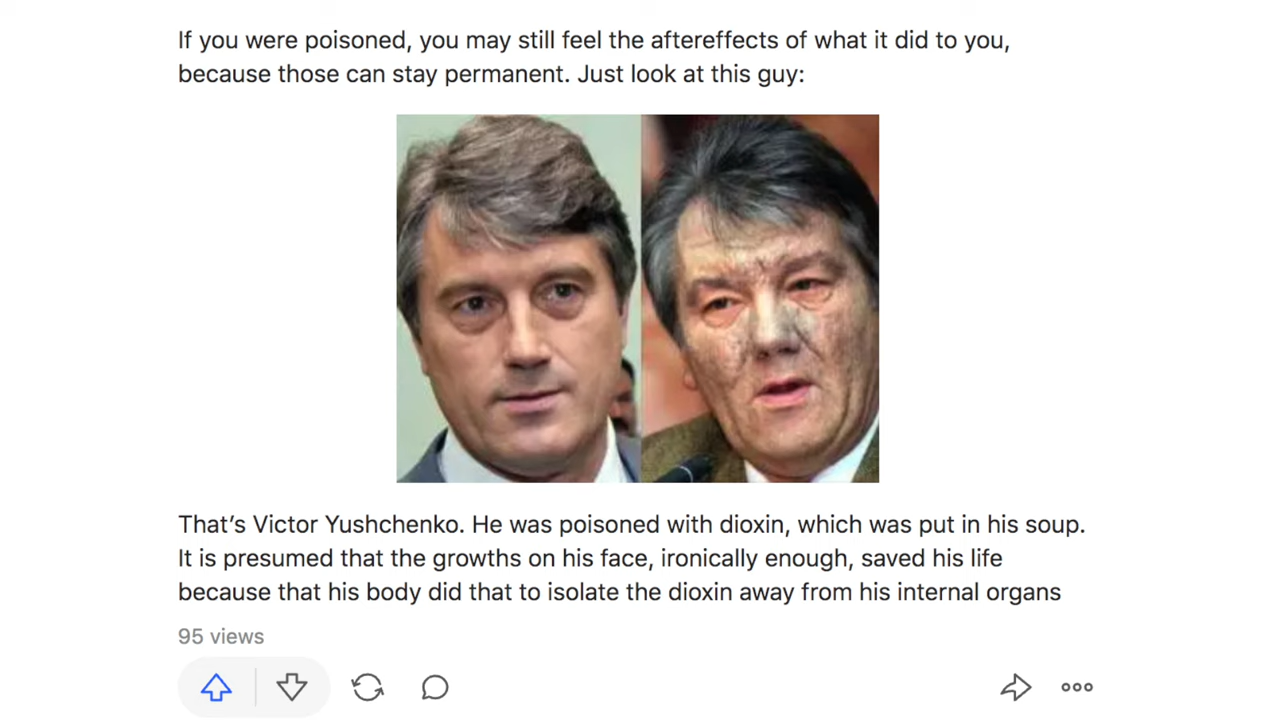 If you were poisoned, you may still feel the aftereffects of what it did to you,
because those can stay permanent. Just look at this guy:
That’s Victor Yushchenko. He was poisoned with dioxin, which was put in his soup.
It is presumed that the growths on his face, ironically enough, saved his life
because that his body did that to isolate the dioxin away from his internal organs
95 views